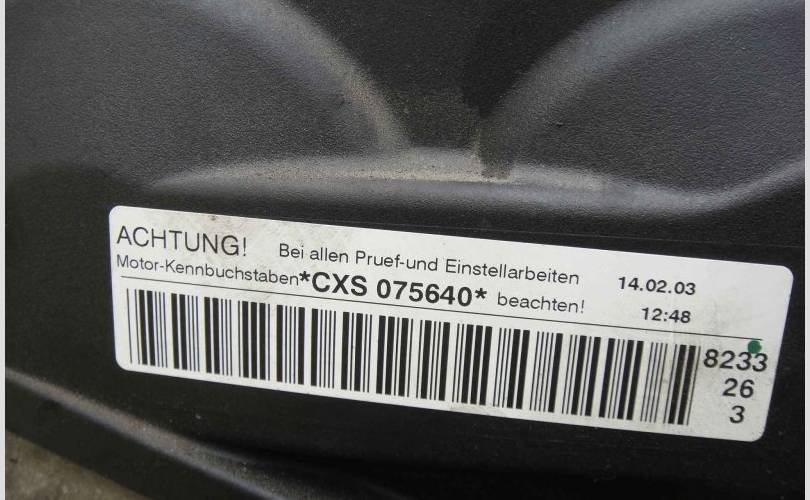 ACHTUNG! Bei allen Pruef-und Einstellarbeiten 14.02.03
Motor-Kennbuchstaben*CXS 075640* beachten! 12:48
8233
26
3